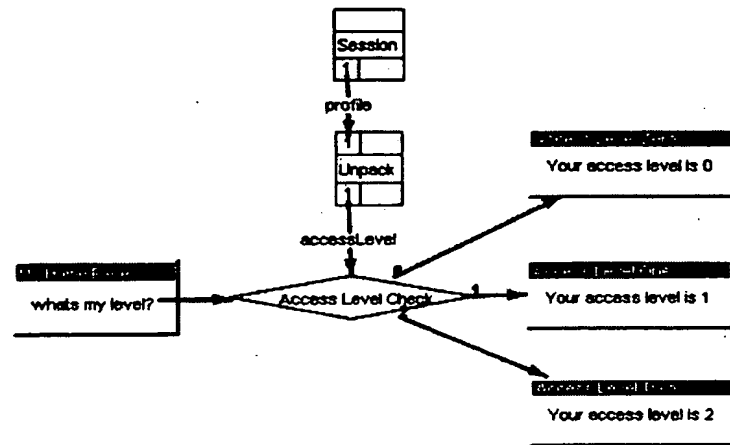 Session
1
profile
1
Unpack
1
accessLevel
Your access level is 0
whats my level?
Access Level Check
1
Your access level is 1
Your access level is 2